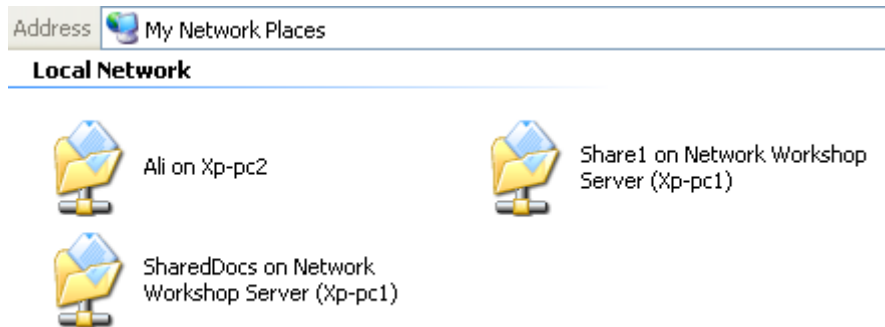 Address My Network Places
Local Network
Ali on Xp-pc2
Share1 on Network Workshop
Server (Xp-pc1)
SharedDocs on Network
Workshop Server (Xp-pc1)